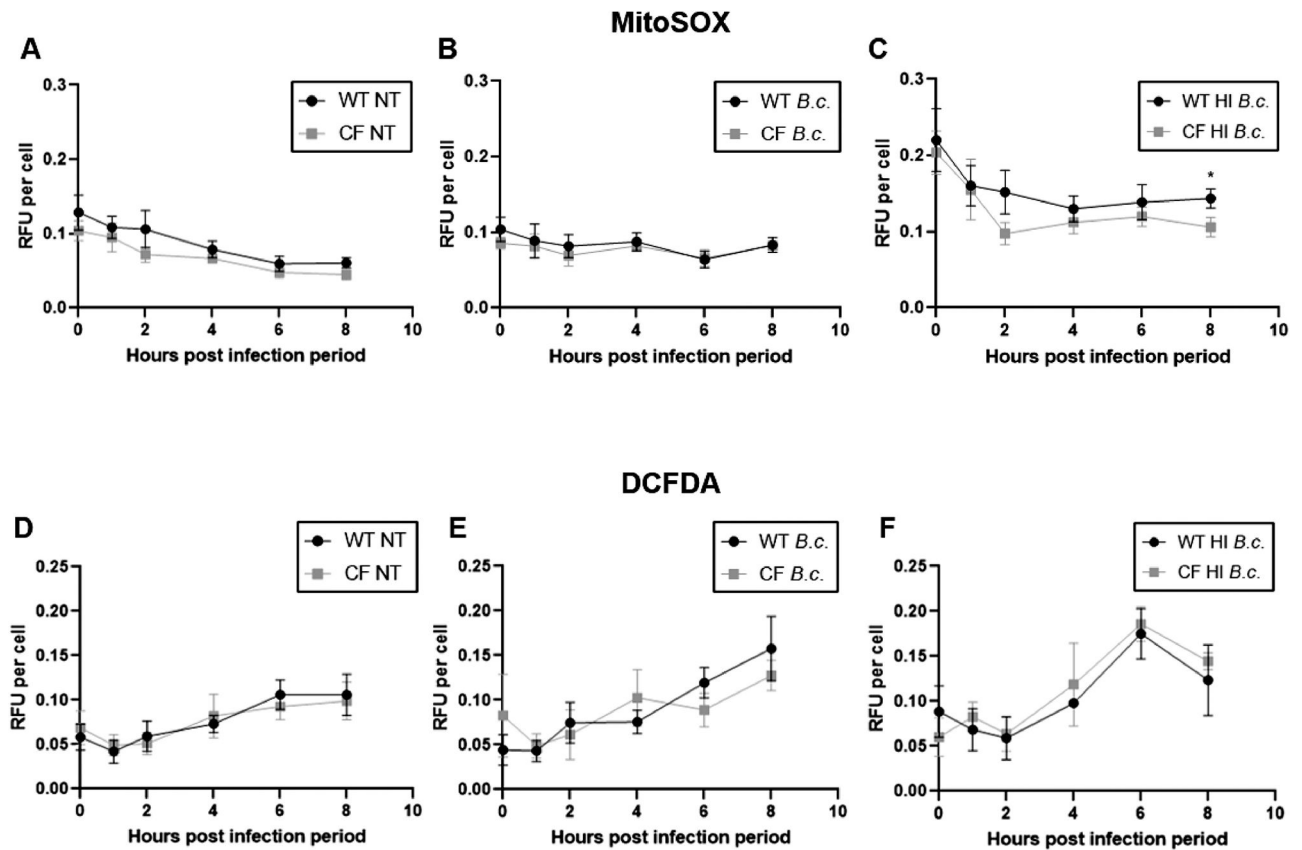 MitoSOX
A
B
C
WT NT
CF NT
WT B.c.
CF B.c.
WT HI B.c.
CF HI B.c.
RFU per cell
0.3
0.2
0.1
0.0
0 2 4 6 8 10
Hours post infection period
RFU per cell
0.3
0.2
0.1
0.0
0 2 4 6 8 10
Hours post infection period
RFU per cell
0.3
0.2
0.1
0.0
*
0 2 4 6 8 10
Hours post infection period
DCFDA
D
E
F
WT NT
CF NT
WT B.c.
CF B.c.
WT HI B.c.
CF HI B.c.
RFU per cell
0.25
0.20
0.15
0.10
0.05
0.00
0 2 4 6 8 10
Hours post infection period
RFU per cell
0.25
0.20
0.15
0.10
0.05
0.00
0 2 4 6 8 10
Hours post infection period
RFU per cell
0.25
0.20
0.15
0.10
0.05
0.00
0 2 4 6 8 10
Hours post infection period